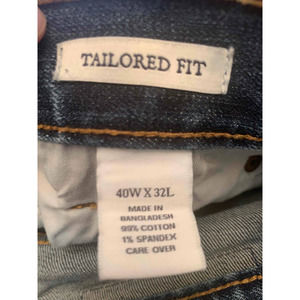 TAILORED FIT
40W X 32L
MADE IN
BANGLADESH
99% COTTON
1% SPANDEX
CARE OVER